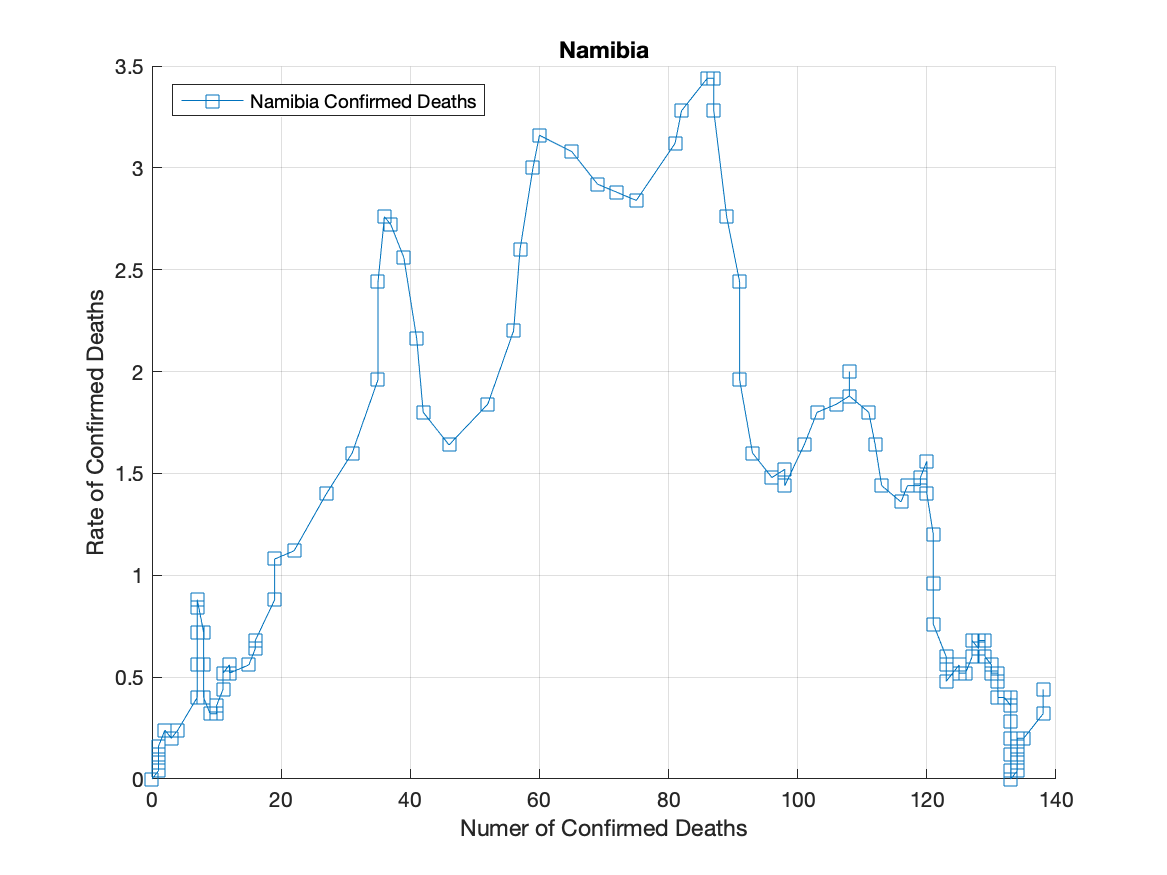 Namibia
Namibia Confirmed Deaths
3.5
3
2.5
2
1.5
1
0.5
0
Rate of Confirmed Deaths
0 20 40 60 80 100 120 140
Numer of Confirmed Deaths